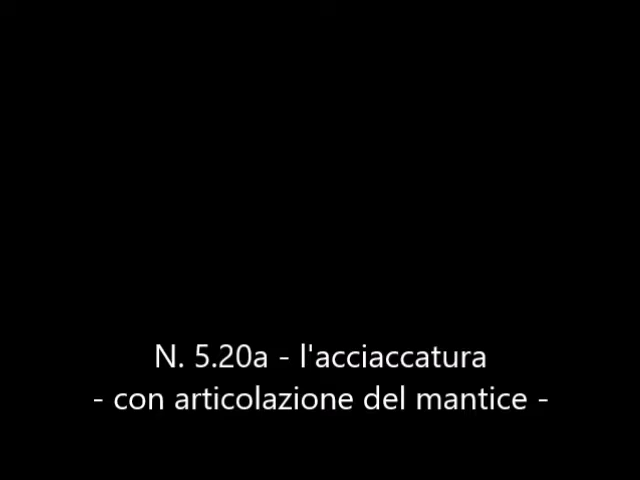 N. 5.20a - l'acciaccatura
- con articolazione del mantice -